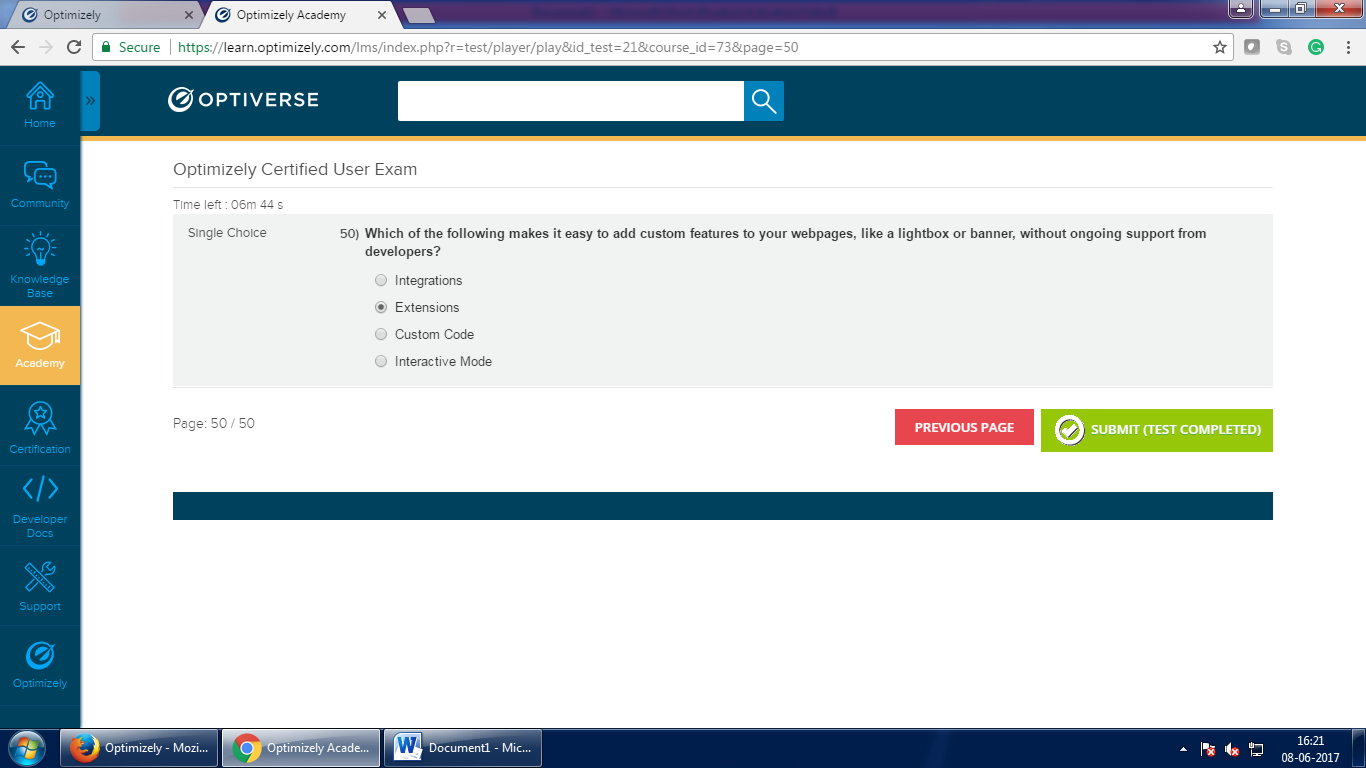 Optimizely
Optimizely Academy
Secure
https://learn.optimizely.com/lms/index.php?r=test/player/play&id_test=21&course_id=73&page=50
OPTIVERSE
Home
Community
Knowledge
Base
Academy
Certification
Developer
Docs
Support
Optimizely
Optimizely Certified User Exam
Time left : 06m 44 s
Single Choice
50) Which of the following makes it easy to add custom features to your webpages, like a lightbox or banner, without ongoing support from
developers?
Integrations
Extensions
Custom Code
Interactive Mode
Page: 50 / 50
PREVIOUS PAGE
SUBMIT (TEST COMPLETED)
Optimizely - Mozi...
Optimizely Acade...
Document1 - Mic...
16:21
08-06-2017